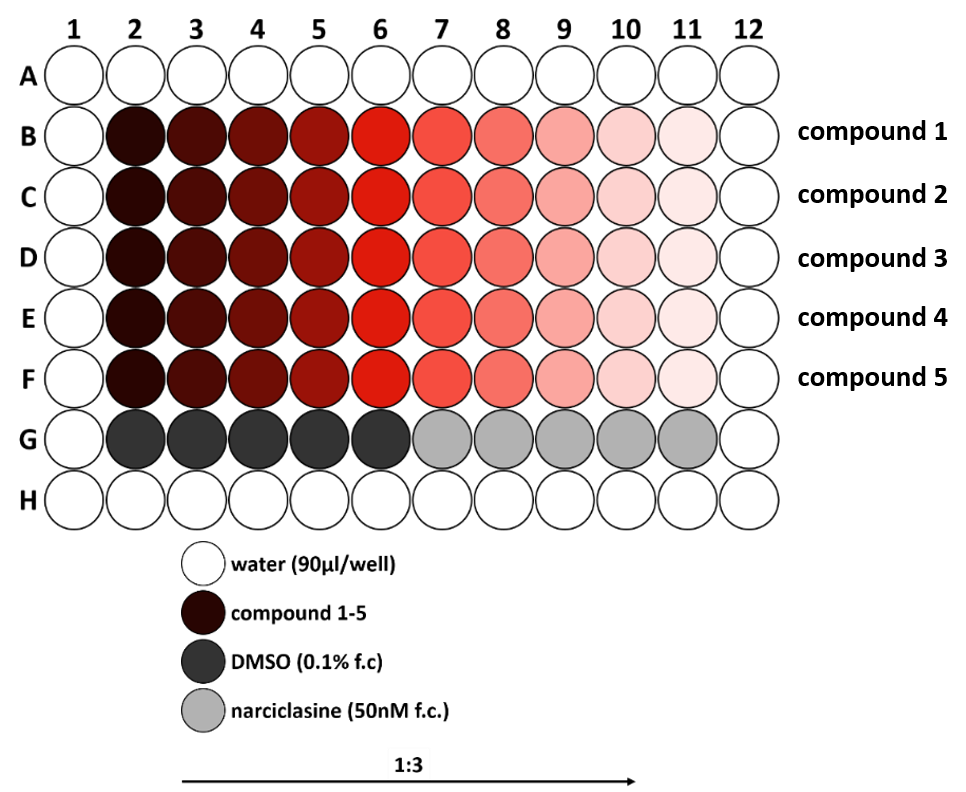 1 2 3 4 5 6 7 8 9 10 11 12
A
B compound 1
C compound 2
D compound 3
E compound 4
F compound 5
G
H
water (90µl/well)
compound 1-5
DMSO (0.1% f.c)
narciclasine (50nM f.c.)
1:3